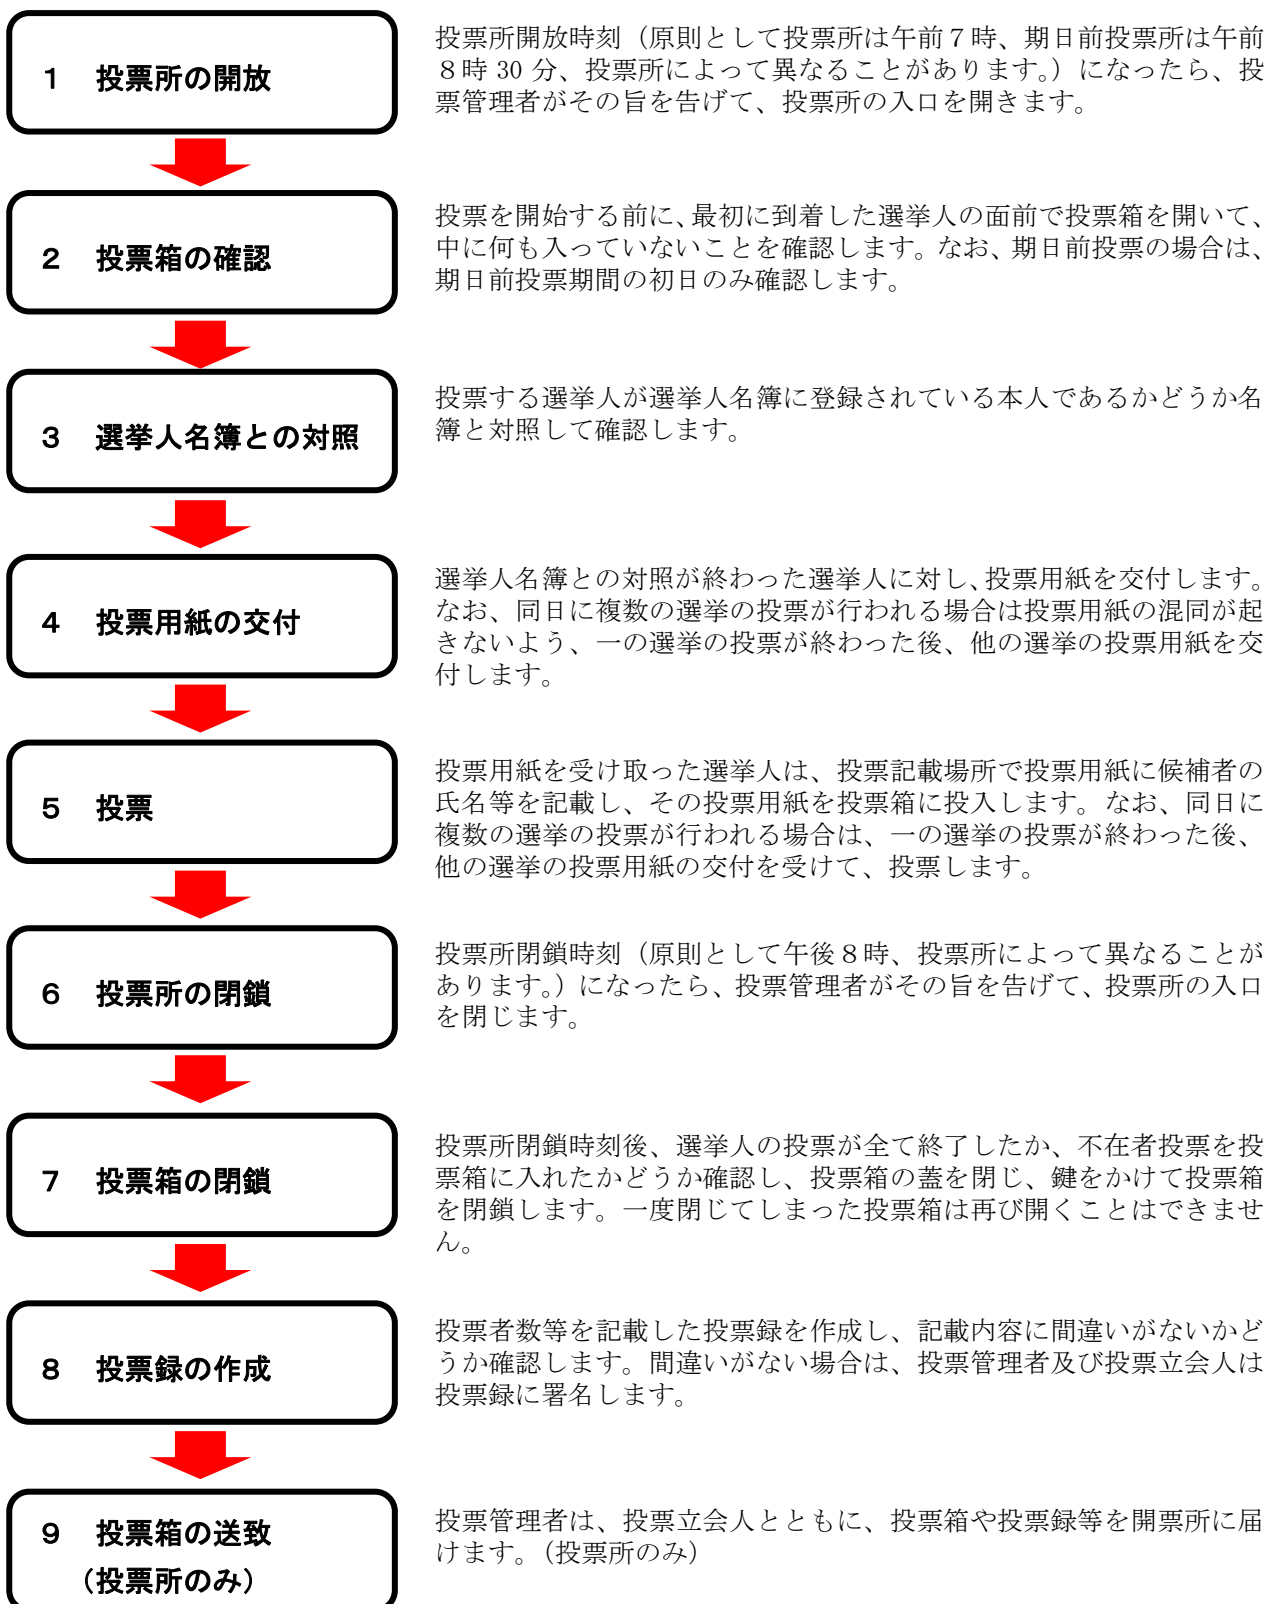 １　投票所の開放
投票所開放時刻（原則として投票所は午前７時、期日前投票所は午前
８時 30 分、投票所によって異なることがあります。）になったら、投
票管理者がその旨を告げて、投票所の入口を開きます。
２　投票箱の確認
投票を開始する前に、最初に到着した選挙人の面前で投票箱を開いて、
中に何も入っていないことを確認します。なお、期日前投票の場合は、
期日前投票期間の初日のみ確認します。
３　選挙人名簿との対照
投票する選挙人が選挙人名簿に登録されている本人であるかどうか名
簿と対照して確認します。
４　投票用紙の交付
選挙人名簿との対照が終わった選挙人に対し、投票用紙を交付します。
なお、同日に複数の選挙の投票が行われる場合は投票用紙の混同が起
きないよう、一の選挙の投票が終わった後、他の選挙の投票用紙を交
付します。
５　投票
投票用紙を受け取った選挙人は、投票記載場所で投票用紙に候補者の
氏名等を記載し、その投票用紙を投票箱に投入します。なお、同日に
複数の選挙の投票が行われる場合は、一の選挙の投票が終わった後、
他の選挙の投票用紙の交付を受けて、投票します。
６　投票所の閉鎖
投票所閉鎖時刻（原則として午後８時、投票所によって異なることが
あります。）になったら、投票管理者がその旨を告げて、投票所の入口
を閉じます。
７　投票箱の閉鎖
投票所閉鎖時刻後、選挙人の投票が全て終了したか、不在者投票を投
票箱に入れたかどうか確認し、投票箱の蓋を閉じ、鍵をかけて投票箱
を閉鎖します。一度閉じてしまった投票箱は再び開くことはできませ
ん。
８　投票録の作成
投票者数等を記載した投票録を作成し、記載内容に間違いがないかど
うか確認します。間違いがない場合は、投票管理者及び投票立会人は
投票録に署名します。
９　投票箱の送致
（投票所のみ）
投票管理者は、投票立会人とともに、投票箱や投票録等を開票所に届
けます。（投票所のみ）